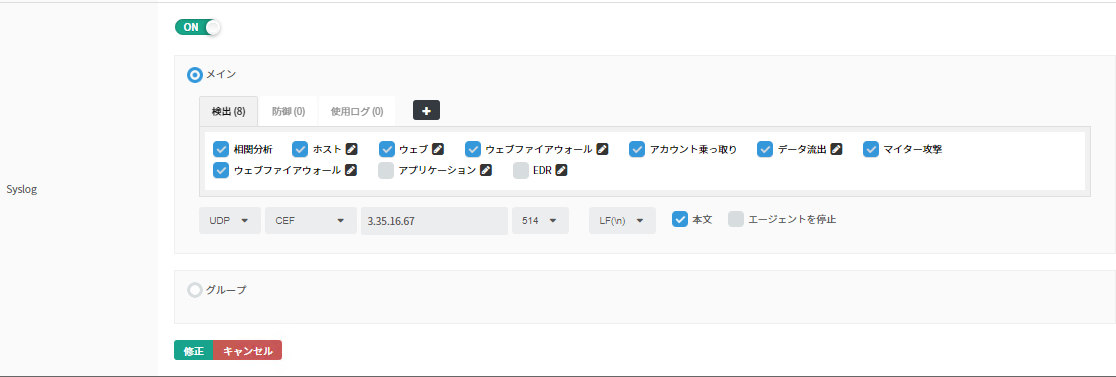 ON
メイン
検出 (8) 防御 (0) 使用ログ (0) +
相関分析 ホスト ウェブ ウェブファイアウォール アカウント乗っ取り データ流出 マイター攻撃
ウェブファイアウォール アプリケーション EDR
Syslog
UDP CEF 3.35.16.67 514 LF(\n) 本文 エージェントを停止
グループ
修正 キャンセル